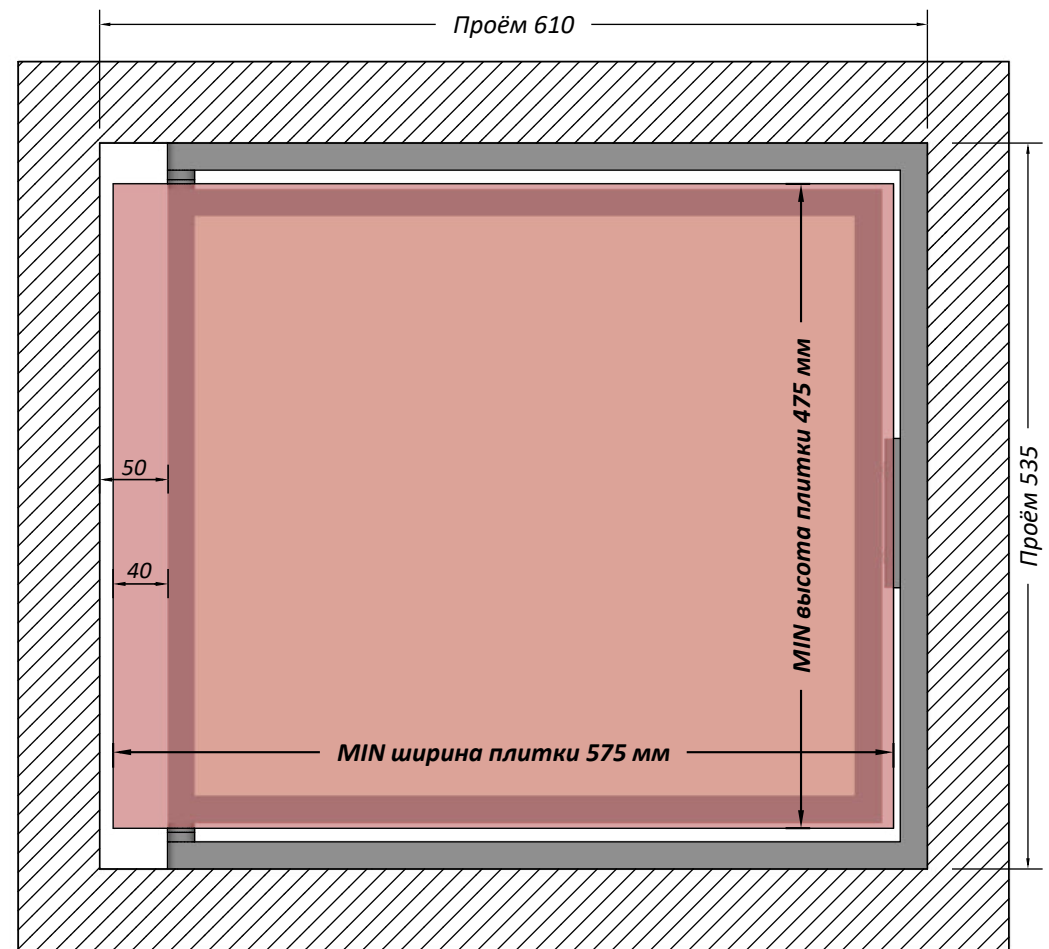 Проём 610
50
40
MIN высота плитки 475 мм
Проём 535
MIN ширина плитки 575 мм